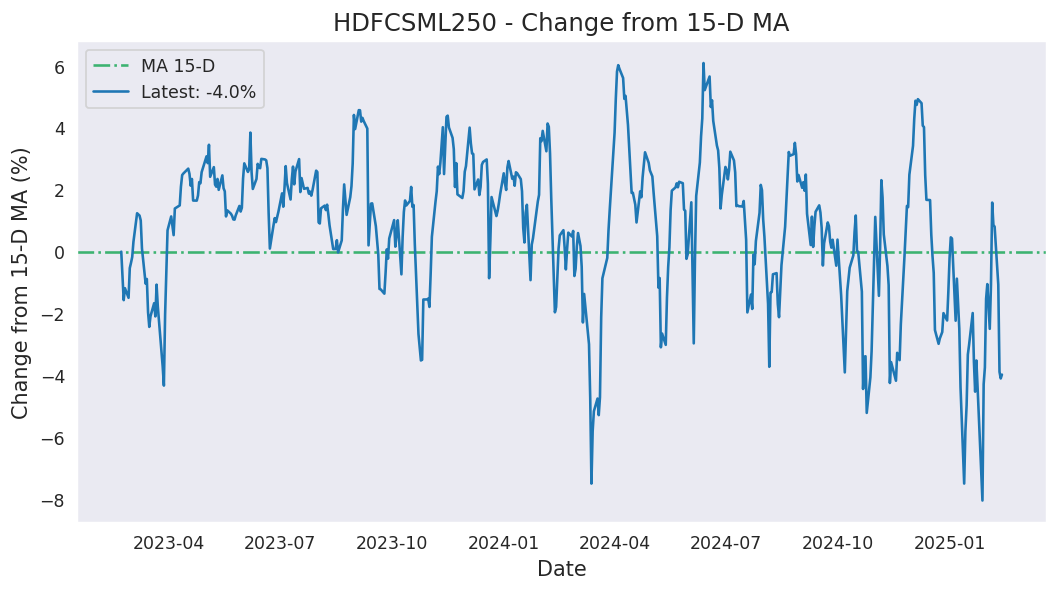 HDFCSML250 - Change from 15-D MA
MA 15-D
Latest: -4.0%
Change from 15-D MA (%)
6
4
2
0
−2
−4
−6
−8
2023-04 2023-07 2023-10 2024-01 2024-04 2024-07 2024-10 2025-01
Date